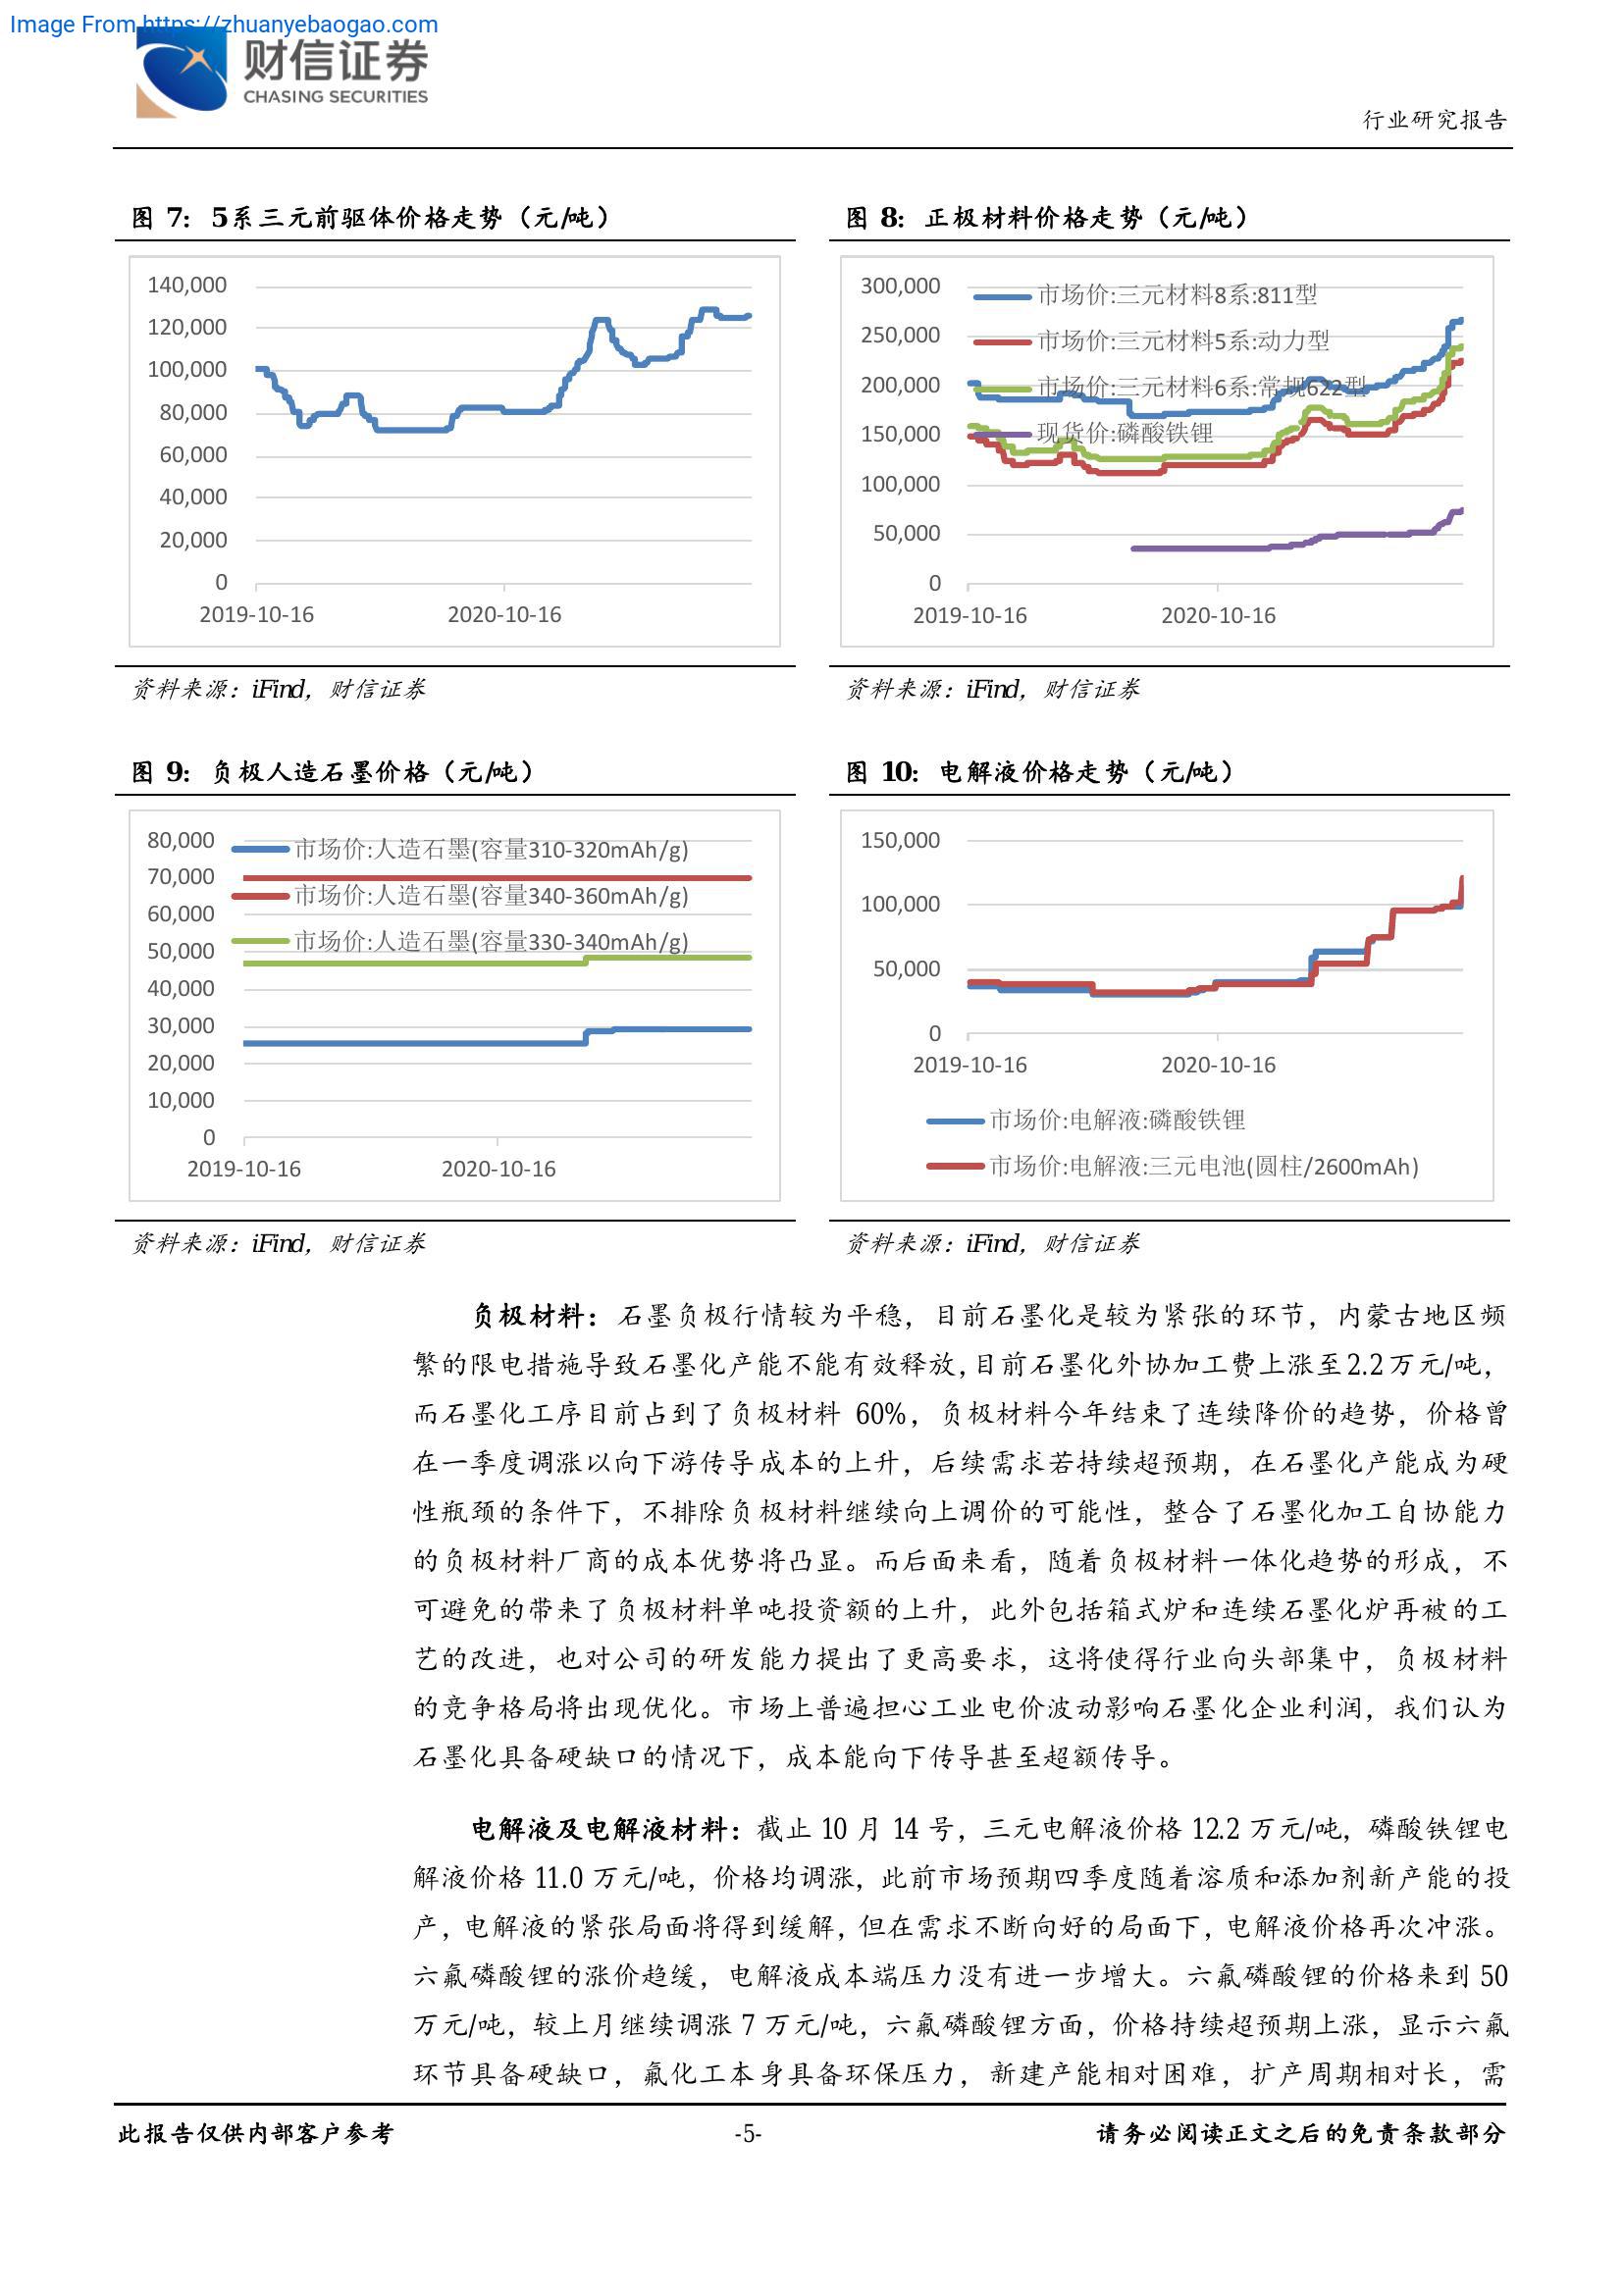 Image From https://zhuanyebaogao.com
财信证券
CHASING SECURITIES
行业研究报告
图 7: 5系三元前驱体价格走势（元/吨）
140,000
120,000
100,000
80,000
60,000
40,000
20,000
0
2019-10-16 2020-10-16
资料来源：iFind，财信证券
图 8: 正极材料价格走势（元/吨）
300,000
250,000
200,000
150,000
100,000
50,000
0
市场价:三元材料8系:811型
市场价:三元材料5系:动力型
市场价:三元材料6系:常规622型
现货价:磷酸铁锂
2019-10-16 2020-10-16
资料来源：iFind，财信证券
图 9: 负极人造石墨价格（元/吨）
80,000
70,000
60,000
50,000
40,000
30,000
20,000
10,000
0
市场价:人造石墨(容量310-320mAh/g)
市场价:人造石墨(容量340-360mAh/g)
市场价:人造石墨(容量330-340mAh/g)
2019-10-16 2020-10-16
资料来源：iFind，财信证券
图 10: 电解液价格走势（元/吨）
150,000
100,000
50,000
0
2019-10-16 2020-10-16
市场价:电解液:磷酸铁锂
市场价:电解液:三元电池(圆柱/2600mAh)
资料来源：iFind，财信证券
负极材料：石墨负极行情较为平稳，目前石墨化是较为紧张的环节，内蒙古地区频
繁的限电措施导致石墨化产能不能有效释放，目前石墨化外协加工费上涨至2.2万元/吨，
而石墨化工序目前占到了负极材料 60%，负极材料今年结束了连续降价的趋势，价格曾
在一季度调涨以向下游传导成本的上升，后续需求若持续超预期，在石墨化产能成为硬
性瓶颈的条件下，不排除负极材料继续向上调价的可能性，整合了石墨化加工自协能力
的负极材料厂商的成本优势将凸显。而后面来看，随着负极材料一体化趋势的形成，不
可避免的带来了负极材料单吨投资额的上升，此外包括箱式炉和连续石墨化炉再被的工
艺的改进，也对公司的研发能力提出了更高要求，这将使得行业向头部集中，负极材料
的竞争格局将出现优化。市场上普遍担心工业电价波动影响石墨化企业利润，我们认为
石墨化具备硬缺口的情况下，成本能向下传导甚至超额传导。
电解液及电解液材料：截止 10 月 14 号，三元电解液价格 12.2 万元/吨，磷酸铁锂电
解液价格 11.0 万元/吨，价格均调涨，此前市场预期四季度随着溶质和添加剂新产能的投
产，电解液的紧张局面将得到缓解，但在需求不断向好的局面下，电解液价格再次冲涨。
六氟磷酸锂的涨价趋缓，电解液成本端压力没有进一步增大。六氟磷酸锂的价格来到 50
万元/吨，较上月继续调涨 7 万元/吨，六氟磷酸锂方面，价格持续超预期上涨，显示六氟
环节具备硬缺口，氟化工本身具备环保压力，新建产能相对困难，扩产周期相对长，需
此报告仅供内部客户参考
-5-
请务必阅读正文之后的免责条款部分